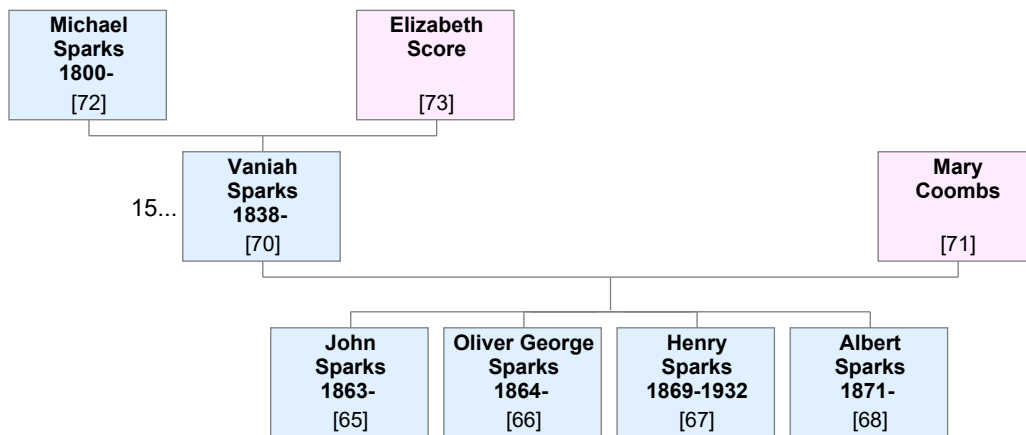 Michael
Sparks
1800-
[72]
Elizabeth
Score
[73]
15...
Vaniah
Sparks
1838-
[70]
Mary
Coombs
[71]
John
Sparks
1863-
[65]
Oliver George
Sparks
1864-
[66]
Henry
Sparks
1869-1932
[67]
Albert
Sparks
1871-
[68]